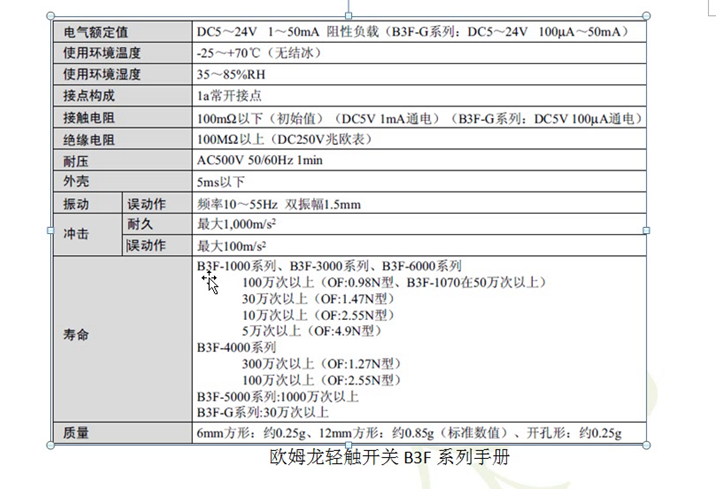 电气额定值 DC5～24V 1～50mA 阻性负载（B3F-G系列：DC5～24V 100μA～50mA）
使用环境温度 -25～+70℃（无结冰）
使用环境湿度 35～85%RH
接点构成 1a常开接点
接触电阻 100mΩ以下（初始值）（DC5V 1mA通电）（B3F-G系列：DC5V 100μA通电）
绝缘电阻 100MΩ以上（DC250V兆欧表）
耐压 AC500V 50/60Hz 1min
外壳 5ms以下
振动 误动作 频率10～55Hz 双振幅1.5mm
冲击 耐久 最大1,000m/s²
误动作 最大100m/s²
寿命 B3F-1000系列、B3F-3000系列、B3F-6000系列
100万次以上（OF:0.98N型、B3F-1070在50万次以上）
30万次以上（OF:1.47N型）
10万次以上（OF:2.55N型）
5万次以上（OF:4.9N型）
B3F-4000系列
300万次以上（OF:1.27N型）
100万次以上（OF:2.55N型）
B3F-5000系列:1000万次以上
B3F-G系列:30万次以上
质量 6mm方形：约0.25g、12mm方形：约0.85g（标准数值）、开孔形：约0.25g
欧姆龙轻触开关 B3F 系列手册